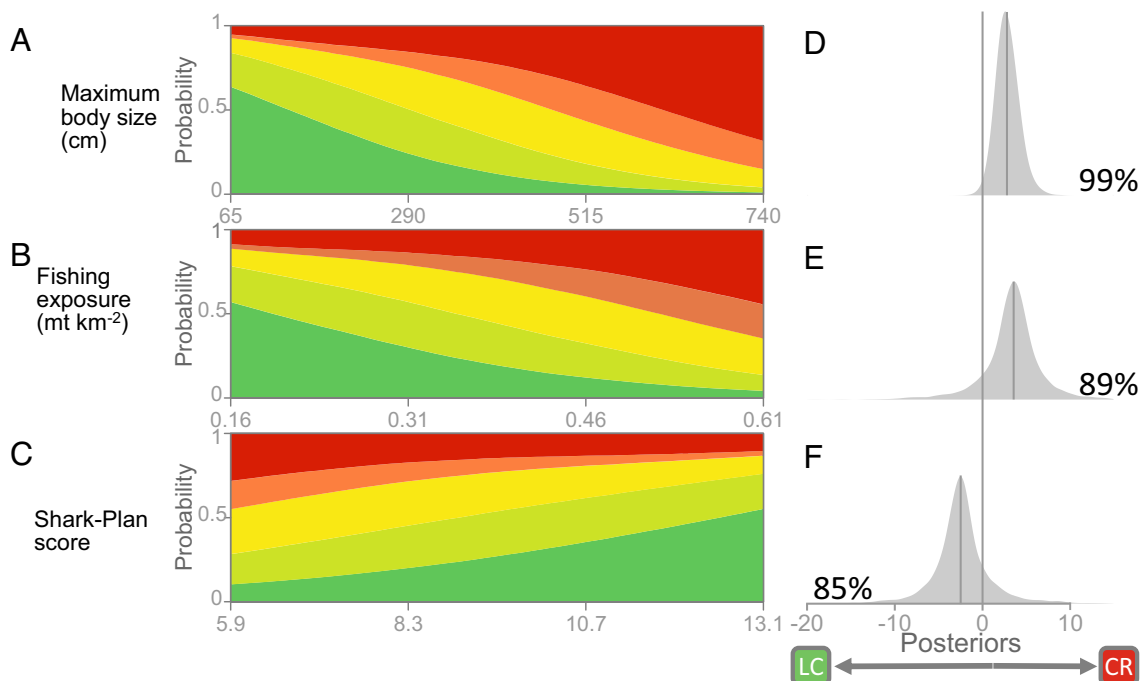 A
Maximum
body size
(cm)
Probability
1
0.5
0
65 290 515 740
B
Fishing
exposure
(mt km-2)
Probability
1
0.5
0
0.16 0.31 0.46 0.61
C
Shark-Plan
score
Probability
1
0.5
0
5.9 8.3 10.7 13.1
D
99%
E
89%
F
85%
-20 -10 0 10
Posteriors
LC CR